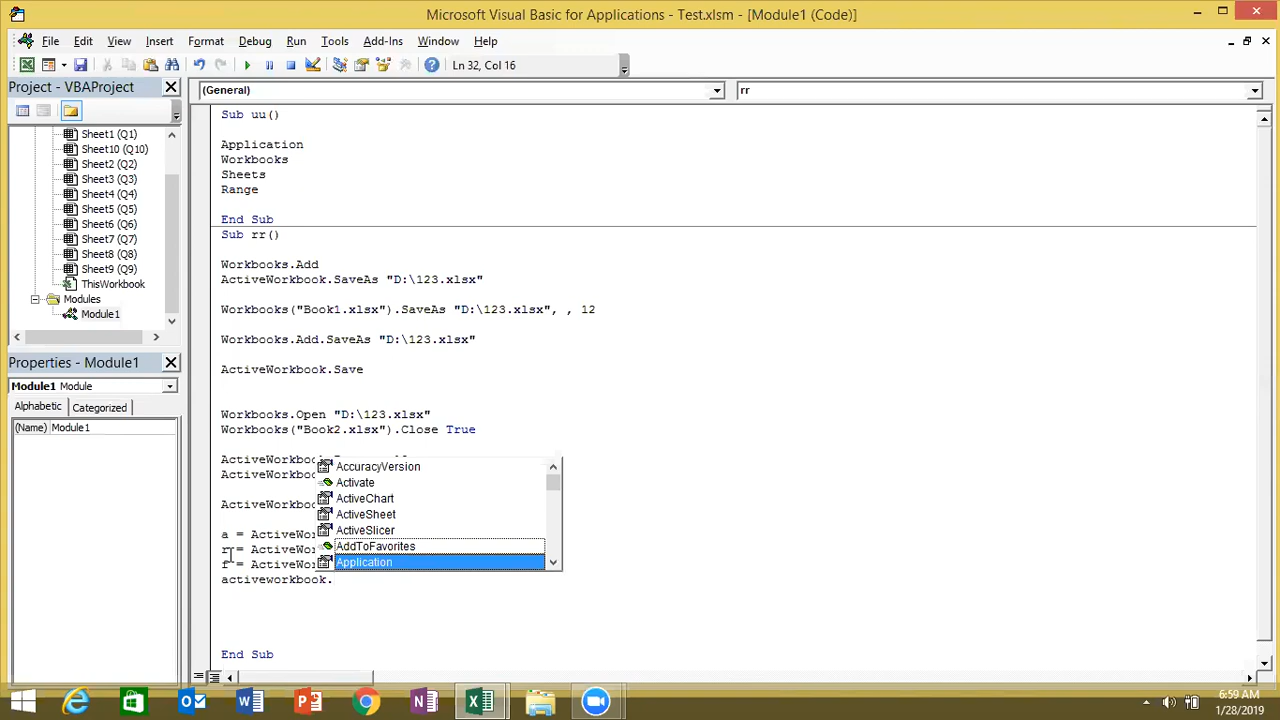 Microsoft Visual Basic for Applications - Test.xlsm - [Module1 (Code)]
File Edit View Insert Format Debug Run Tools Add-Ins Window Help
Ln 32, Col 16
Project - VBAProject
(General)
rr
Sheet1 (Q1)
Sheet10 (Q10)
Sheet2 (Q2)
Sheet3 (Q3)
Sheet4 (Q4)
Sheet5 (Q5)
Sheet6 (Q6)
Sheet7 (Q7)
Sheet8 (Q8)
Sheet9 (Q9)
ThisWorkbook
Modules
Module1
Properties - Module1
Module1 Module
Alphabetic Categorized
(Name) Module1
Sub uu()
Application
Workbooks
Sheets
Range
End Sub
Sub rr()
Workbooks.Add
ActiveWorkbook.SaveAs "D:\123.xlsx"
Workbooks("Book1.xlsx").SaveAs "D:\123.xlsx", , 12
Workbooks.Add.SaveAs "D:\123.xlsx"
ActiveWorkbook.Save
Workbooks.Open "D:\123.xlsx"
Workbooks("Book2.xlsx").Close True
ActiveWorkbook
ActiveWorkbo
ActiveWorkbo
a = ActiveWor
r = ActiveWor
f = ActiveWor
activeworkbook.
AccuracyVersion
Activate
ActiveChart
ActiveSheet
ActiveSlicer
AddToFavorites
Application
End Sub
6:59 AM
1/28/2019